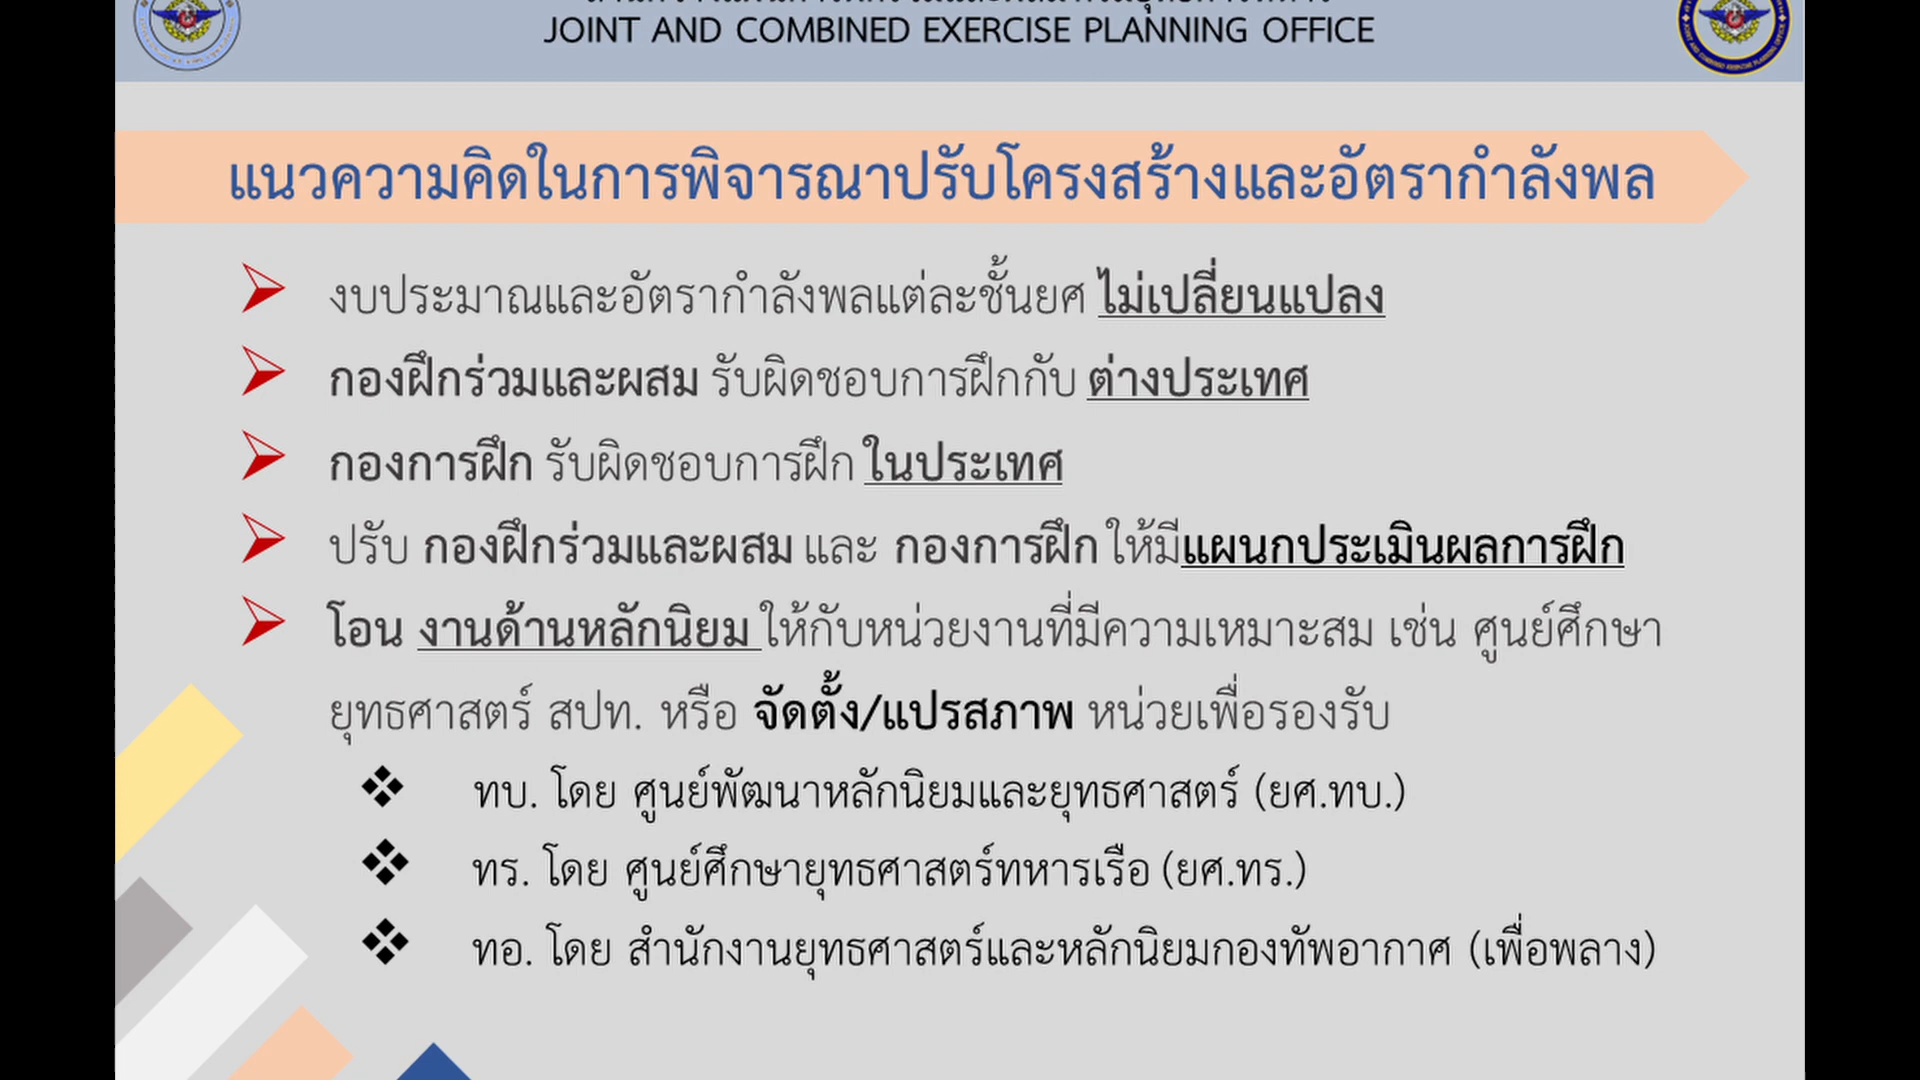 JOINT AND COMBINED EXERCISE PLANNING OFFICE
แนวความคิดในการพิจารณาปรับโครงสร้างและอัตรากำลังพล
งบประมาณและอัตรากำลังพลแต่ละชั้นยศ ไม่เปลี่ยนแปลง
กองฝึกร่วมและผสม รับผิดชอบการฝึกกับ ต่างประเทศ
กองการฝึก รับผิดชอบการฝึก ในประเทศ
ปรับ กองฝึกร่วมและผสม และ กองการฝึก ให้มีแผนกประเมินผลการฝึก
โอน งานด้านหลักนิยม ให้กับหน่วยงานที่มีความเหมาะสม เช่น ศูนย์ศึกษา
ยุทธศาสตร์ สปท. หรือ จัดตั้ง/แปรสภาพ หน่วยเพื่อรองรับ
ทบ. โดย ศูนย์พัฒนาหลักนิยมและยุทธศาสตร์ (ยศ.ทบ.)
ทร. โดย ศูนย์ศึกษายุทธศาสตร์ทหารเรือ (ยศ.ทร.)
ทอ. โดย สำนักงานยุทธศาสตร์และหลักนิยมกองทัพอากาศ (เพื่อพลาง)